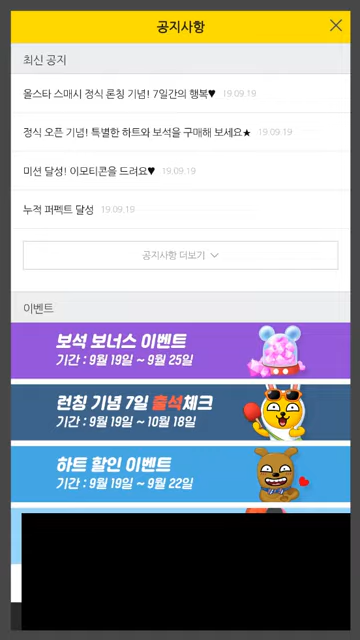 공지사항
최신 공지
올스타 스매시 정식 론칭 기념! 7일간의 행복♥ 19.09.19
정식 오픈 기념! 특별한 하트와 보석을 구매해 보세요★ 19.09.19
미션 달성! 이모티콘을 드려요♥ 19.09.19
누적 퍼펙트 달성 19.09.19
공지사항 더보기
이벤트
보석 보너스 이벤트
기간 : 9월 19일 ~ 9월 25일
런칭 기념 7일 출석체크
기간 : 9월 19일 ~ 10월 18일
하트 할인 이벤트
기간 : 9월 19일 ~ 9월 22일